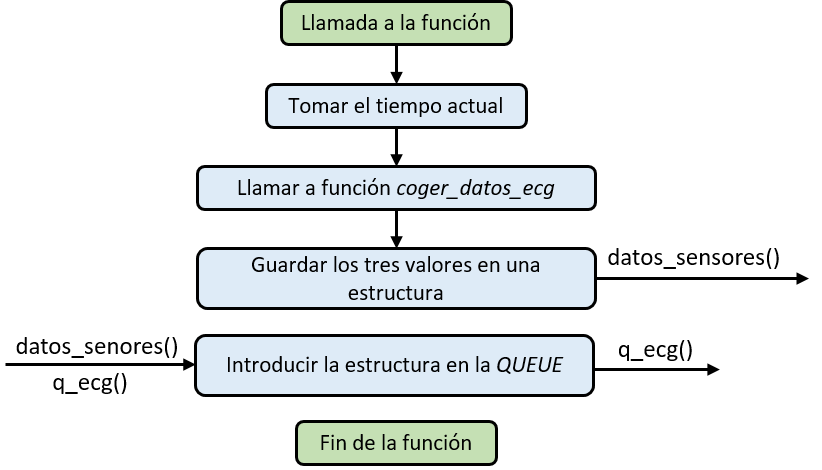 Llamada a la función
Tomar el tiempo actual
Llamar a función coger_datos_ecg
Guardar los tres valores en una
estructura
datos_sensores()
datos_senores()
q_ecg()
Introducir la estructura en la QUEUE
q_ecg()
Fin de la función